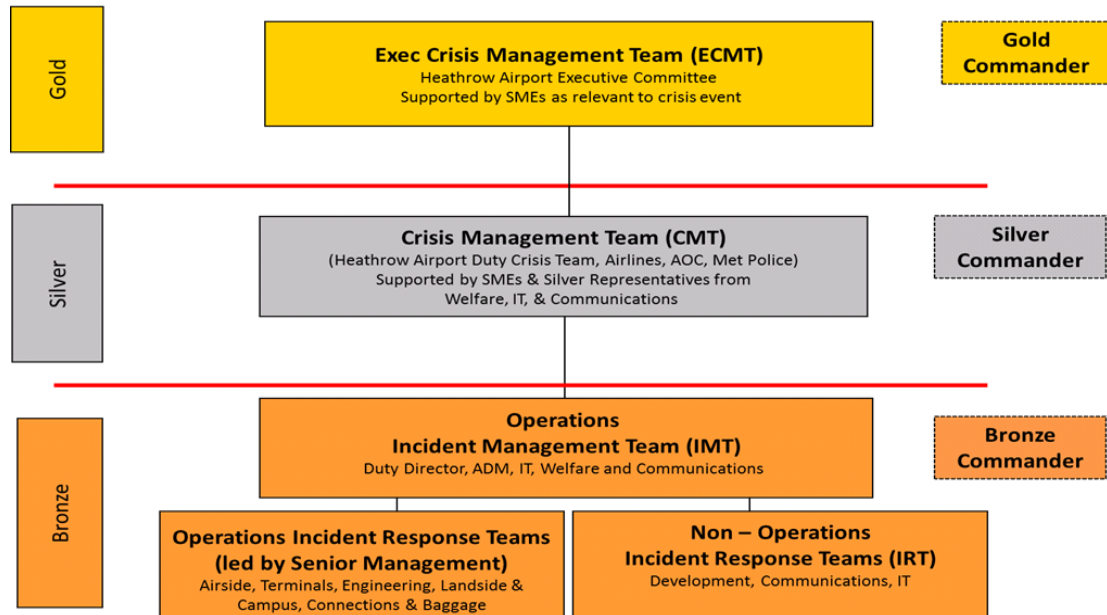 Gold
Exec Crisis Management Team (ECMT)
Heathrow Airport Executive Committee
Supported by SMEs as relevant to crisis event
Gold
Commander
Silver
Crisis Management Team (CMT)
(Heathrow Airport Duty Crisis Team, Airlines, AOC, Met Police)
Supported by SMEs & Silver Representatives from
Welfare, IT, & Communications
Silver
Commander
Bronze
Operations
Incident Management Team (IMT)
Duty Director, ADM, IT, Welfare and Communications
Bronze
Commander
Operations Incident Response Teams
(led by Senior Management)
Airside, Terminals, Engineering, Landside &
Campus, Connections & Baggage
Non – Operations
Incident Response Teams (IRT)
Development, Communications, IT